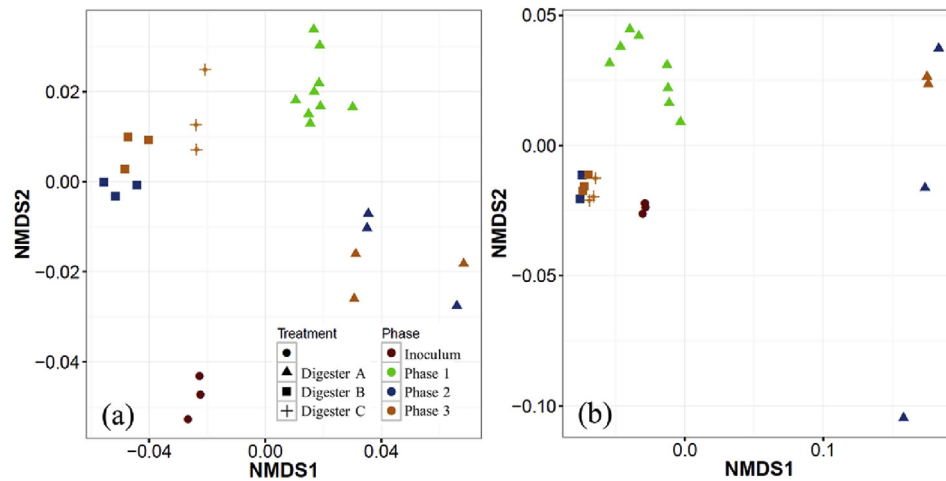 0.02
0.00
−0.02
−0.04
NMDS2
−0.04
0.00
0.04
NMDS1
(a)
Treatment
Digester A
Digester B
Digester C
Phase
Inoculum
Phase 1
Phase 2
Phase 3
0.05
0.00
−0.05
−0.10
NMDS2
0.0
0.1
NMDS1
(b)